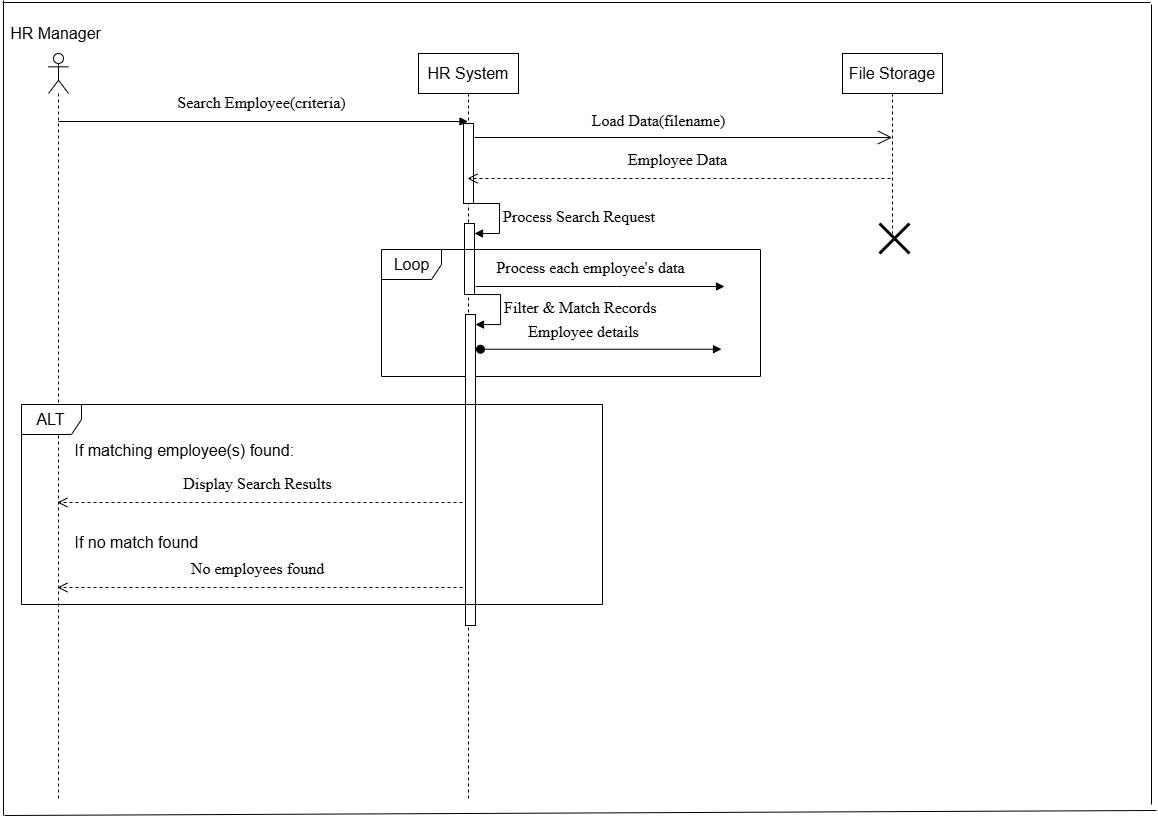 HR Manager
HR System
File Storage
Search Employee(criteria)
Load Data(filename)
Employee Data
Process Search Request
Loop
Process each employee's data
Filter & Match Records
Employee details
ALT
If matching employee(s) found:
Display Search Results
If no match found
No employees found